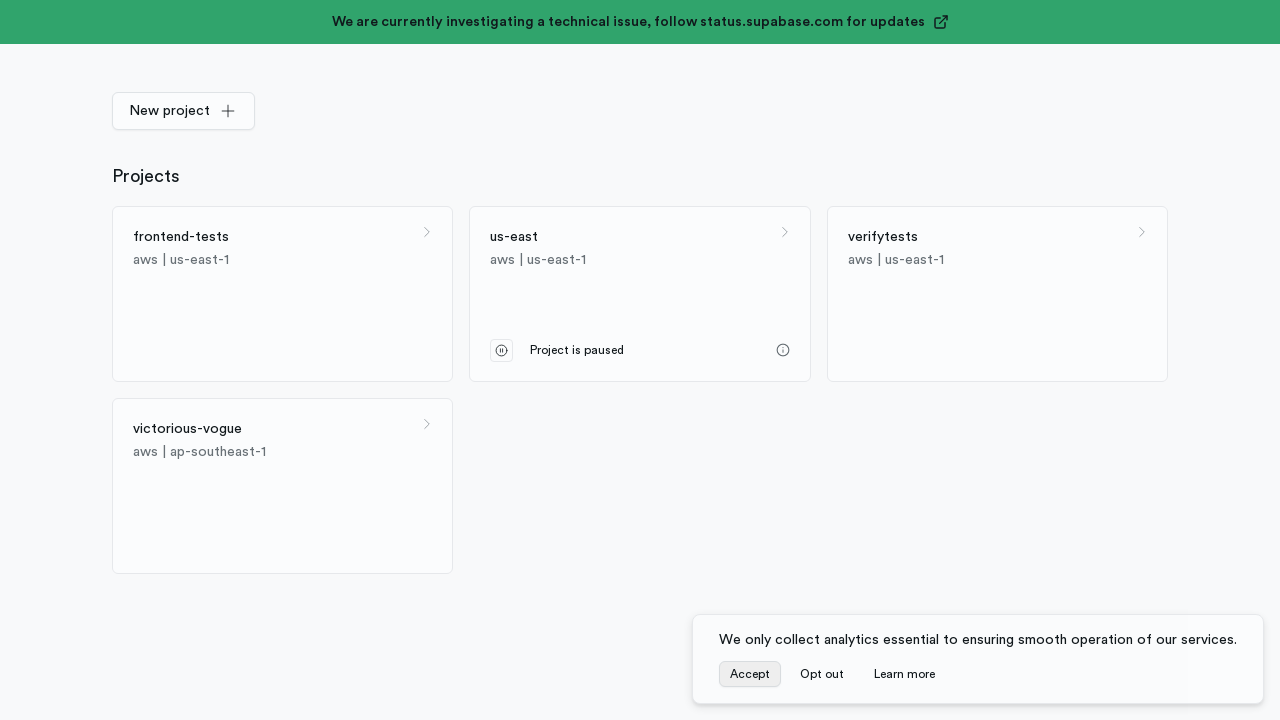 We are currently investigating a technical issue, follow status.supabase.com for updates
New project
Projects
frontend-tests
aws | us-east-1
us-east
aws | us-east-1
Project is paused
verifytests
aws | us-east-1
victorious-vogue
aws | ap-southeast-1
We only collect analytics essential to ensuring smooth operation of our services.
Accept
Opt out
Learn more